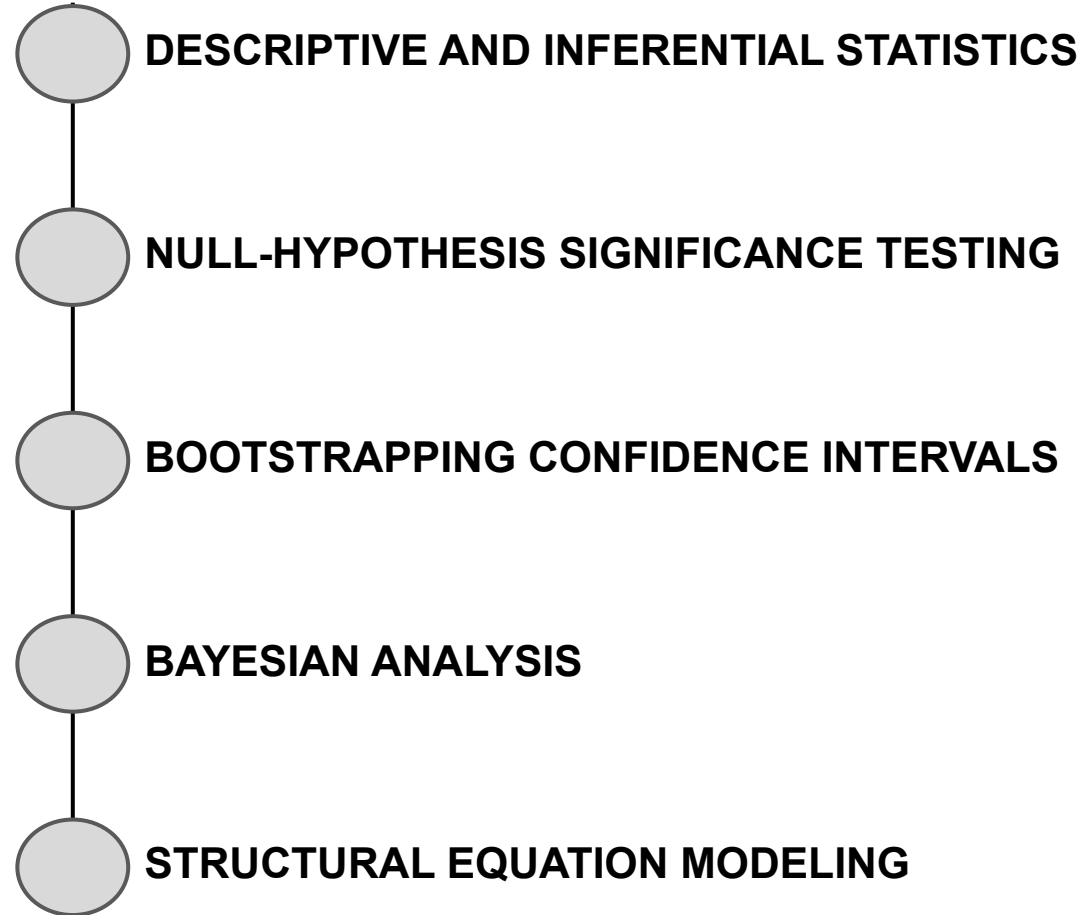 DESCRIPTIVE AND INFERENTIAL STATISTICS
NULL-HYPOTHESIS SIGNIFICANCE TESTING
BOOTSTRAPPING CONFIDENCE INTERVALS
BAYESIAN ANALYSIS
STRUCTURAL EQUATION MODELING